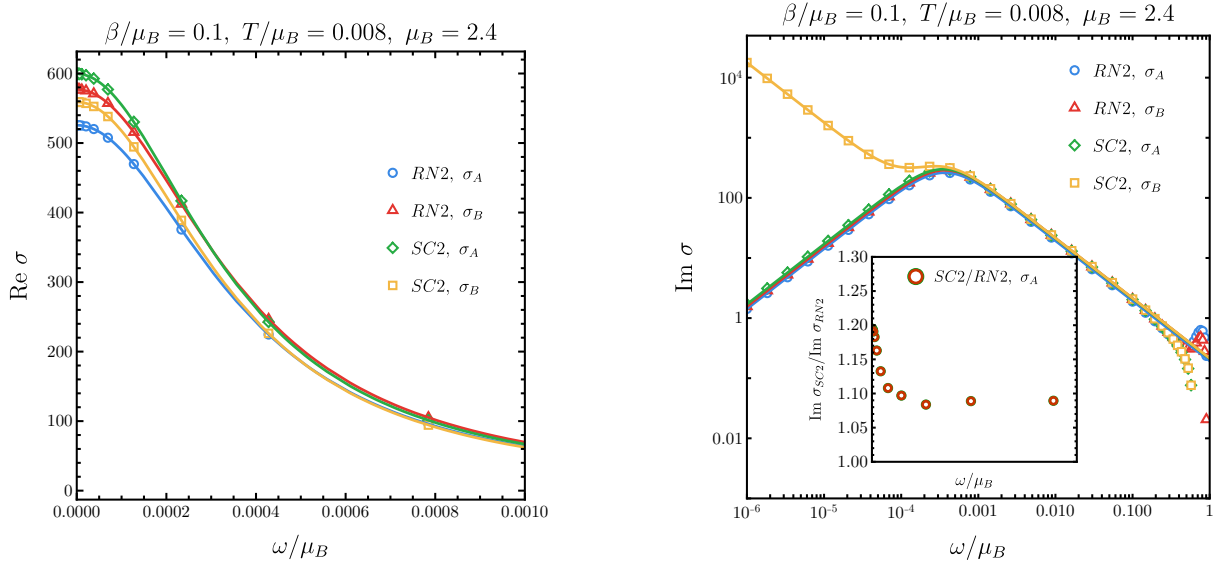 β/μ_B = 0.1, T/μ_B = 0.008, μ_B = 2.4
Re σ
600
500
400
300
200
100
0
0.0000
0.0002
0.0004
0.0006
0.0008
0.0010
ω/μ_B
RN2, σ_A
RN2, σ_B
SC2, σ_A
SC2, σ_B
β/μ_B = 0.1, T/μ_B = 0.008, μ_B = 2.4
Im σ
10^4
100
1
0.01
10^-6
10^-5
10^-4
0.001
0.010
0.100
1
ω/μ_B
RN2, σ_A
RN2, σ_B
SC2, σ_A
SC2, σ_B
Im σ_SC2/Im σ_RN2
1.30
1.25
1.20
1.15
1.10
1.05
1.00
SC2/RN2, σ_A
ω/μ_B